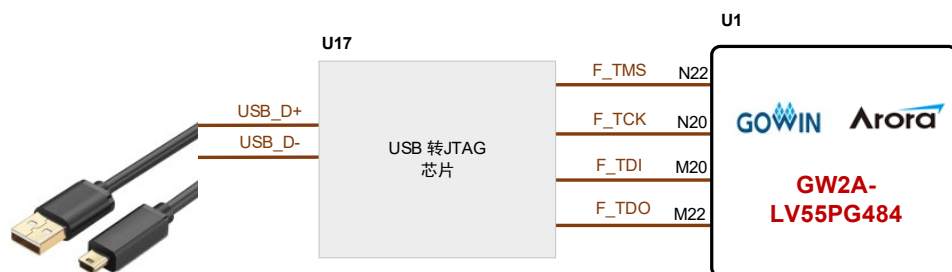 U1
U17
F_TMS N22
USB_D+
F_TCK N20
GOWIN Arora
USB_D-
USB 转JTAG
芯片
F_TDI M20
GW2A-
LV55PG484
F_TDO M22